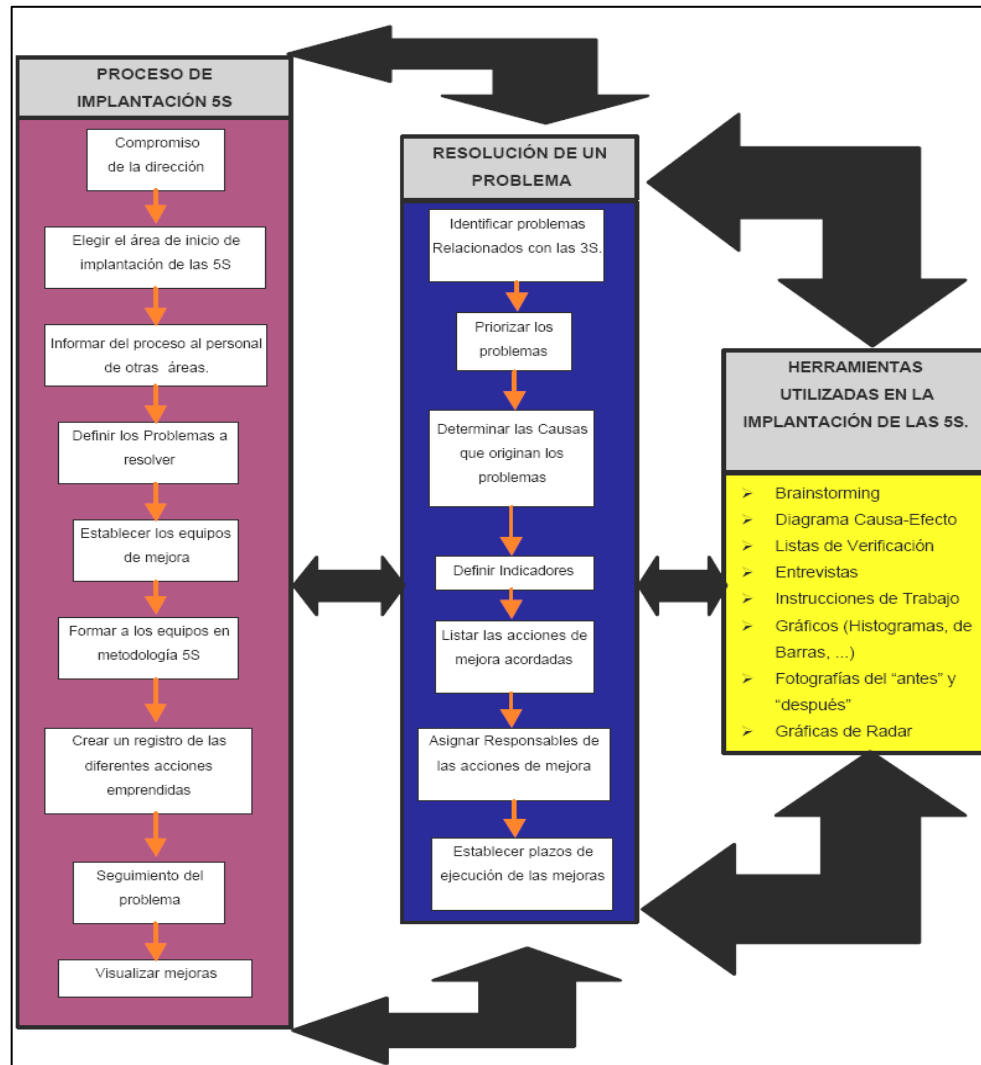 PROCESO DE
IMPLANTACIÓN 5S
Compromiso
de la dirección
Elegir el área de inicio de
implantación de las 5S
Informar del proceso al personal
de otras áreas.
Definir los Problemas a
resolver
Establecer los equipos
de mejora
Formar a los equipos en
metodología 5S
Crear un registro de las
diferentes acciones
emprendidas
Seguimiento del
problema
Visualizar mejoras
RESOLUCIÓN DE UN
PROBLEMA
Identificar problemas
Relacionados con las 3S.
Priorizar los
problemas
Determinar las Causas
que originan los
problemas
Definir Indicadores
Listar las acciones de
mejora acordadas
Asignar Responsables de
las acciones de mejora
Establecer plazos de
ejecución de las mejoras
HERRAMIENTAS
UTILIZADAS EN LA
IMPLANTACIÓN DE LAS 5S.
➢ Brainstorming
➢ Diagrama Causa-Efecto
➢ Listas de Verificación
➢ Entrevistas
➢ Instrucciones de Trabajo
➢ Gráficos (Histogramas, de
Barras, ...)
➢ Fotografías del “antes” y
“después”
➢ Gráficas de Radar